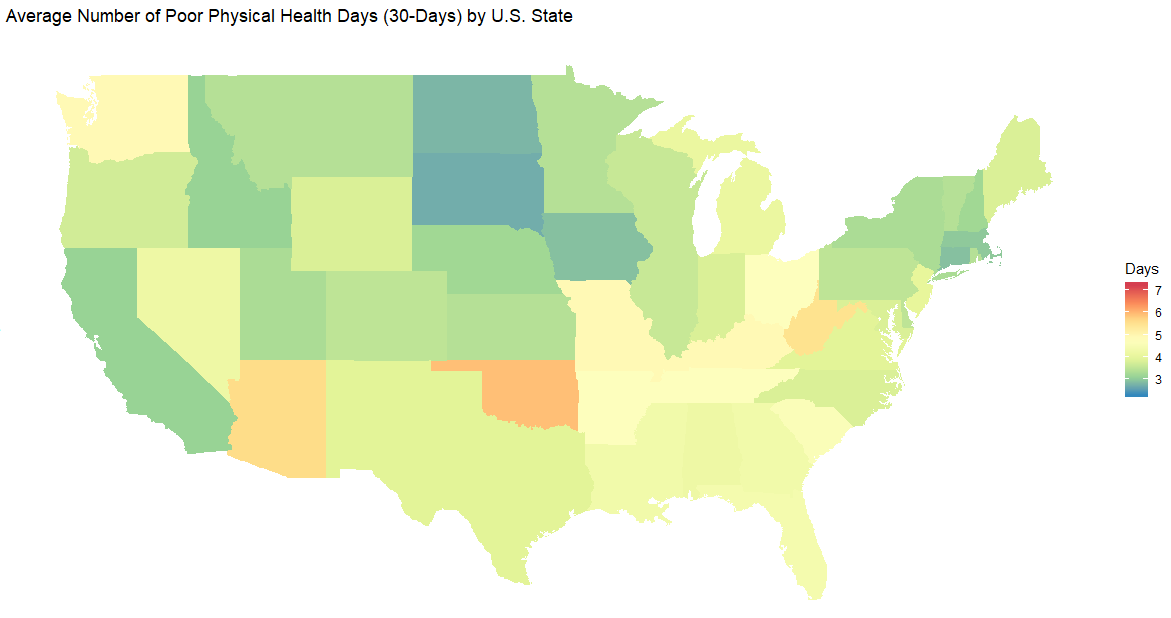 Average Number of Poor Physical Health Days (30-Days) by U.S. State
Days
7
6
5
4
3